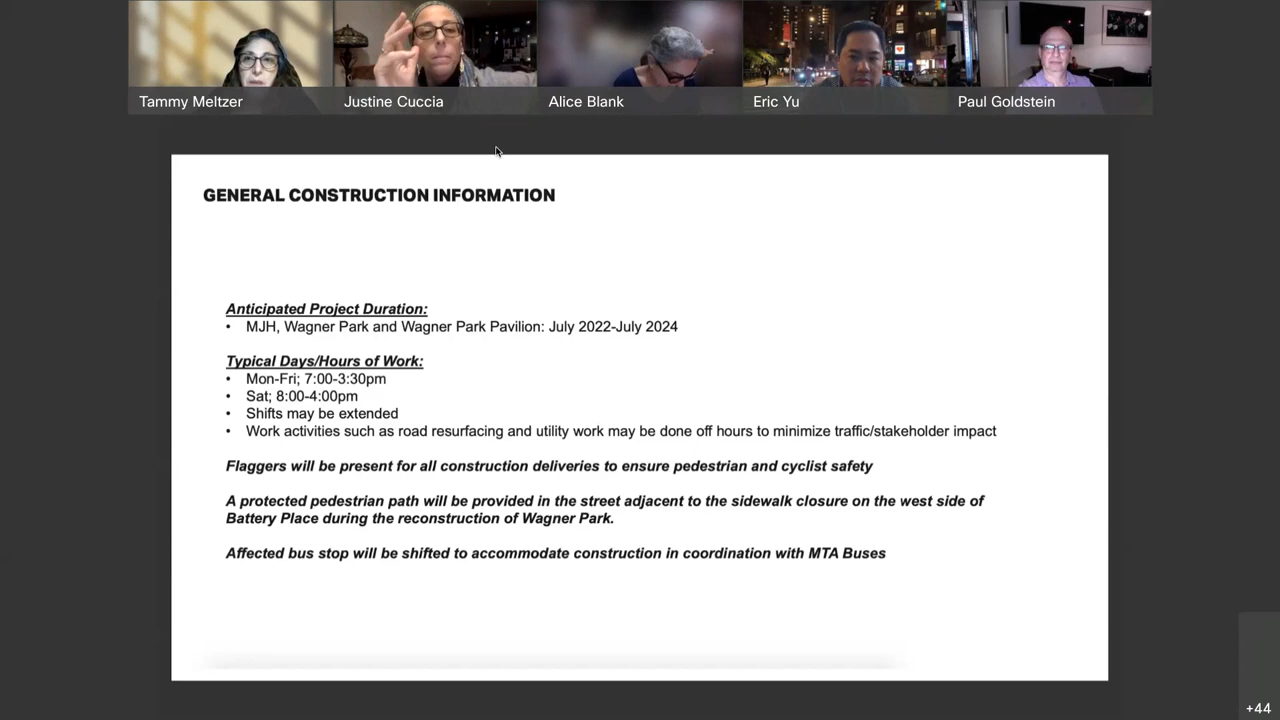 Tammy Meltzer
Justine Cuccia
Alice Blank
Eric Yu
Paul Goldstein
GENERAL CONSTRUCTION INFORMATION
Anticipated Project Duration:
• MJH, Wagner Park and Wagner Park Pavilion: July 2022-July 2024
Typical Days/Hours of Work:
• Mon-Fri; 7:00-3:30pm
• Sat; 8:00-4:00pm
• Shifts may be extended
• Work activities such as road resurfacing and utility work may be done off hours to minimize traffic/stakeholder impact
Flaggers will be present for all construction deliveries to ensure pedestrian and cyclist safety
A protected pedestrian path will be provided in the street adjacent to the sidewalk closure on the west side of
Battery Place during the reconstruction of Wagner Park.
Affected bus stop will be shifted to accommodate construction in coordination with MTA Buses
+44